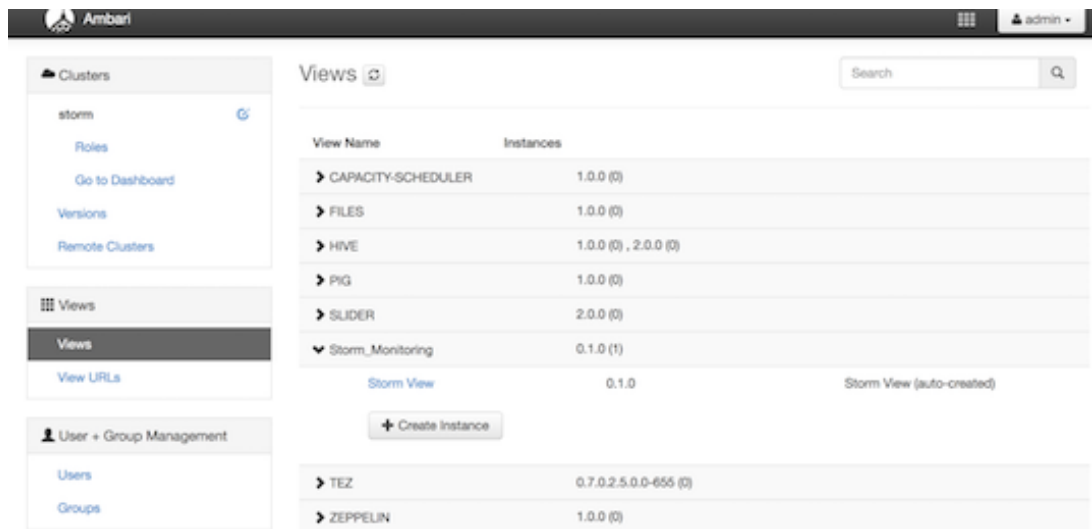 Ambari
admin
Clusters
storm
Roles
Go to Dashboard
Versions
Remote Clusters
Views
Views
View URLs
User + Group Management
Users
Groups
Views
Search
View Name Instances
CAPACITY-SCHEDULER 1.0.0 (0)
FILES 1.0.0 (0)
HIVE 1.0.0 (0) , 2.0.0 (0)
PIG 1.0.0 (0)
SLIDER 2.0.0 (0)
Storm_Monitoring 0.1.0 (1)
Storm View 0.1.0 Storm View (auto-created)
Create Instance
TEZ 0.7.0.2.5.0.0-655 (0)
ZEPPELIN 1.0.0 (0)